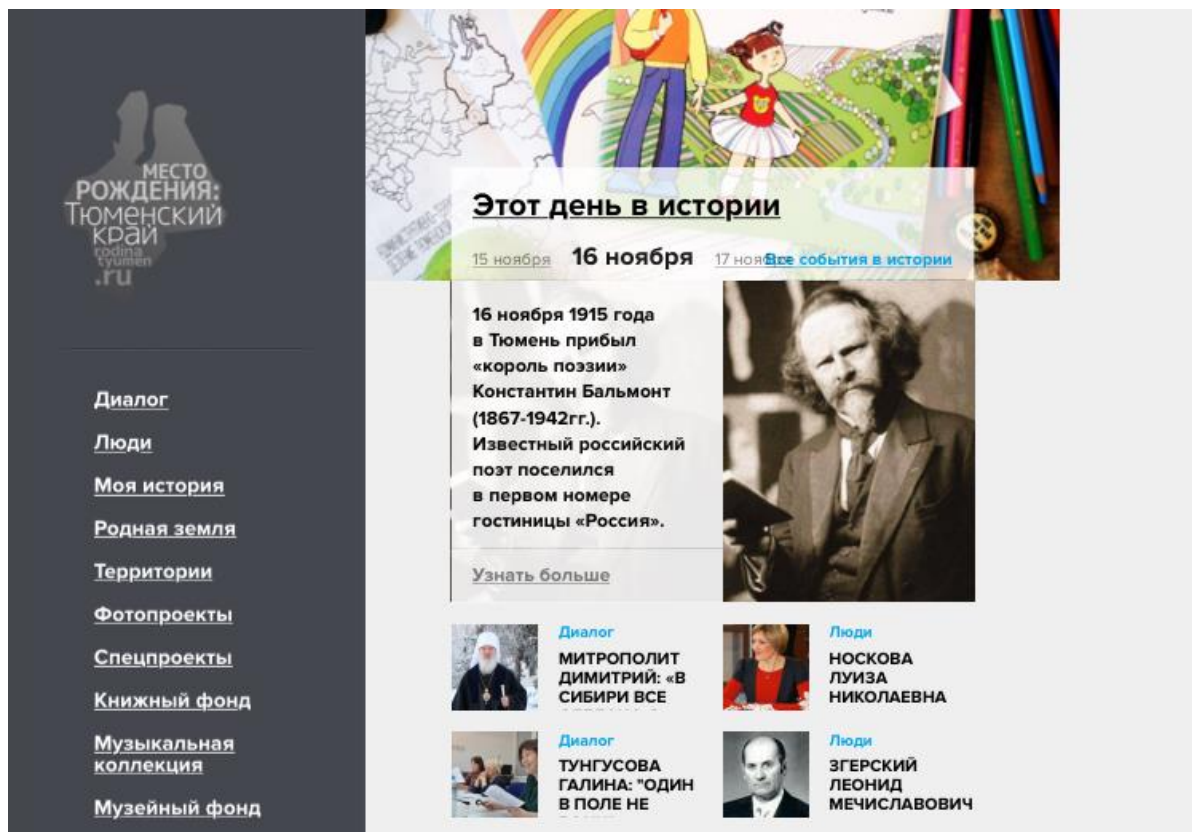 МЕСТО
РОЖДЕНИЯ:
Тюменский
край
rodina
tyumen
.ru
Диалог
Люди
Моя история
Родная земля
Территории
Фотопроекты
Спецпроекты
Книжный фонд
Музыкальная
коллекция
Музейный фонд
Этот день в истории
15 ноября 16 ноября 17 ноября Все события в истории
16 ноября 1915 года
в Тюмень прибыл
«король поэзии»
Константин Бальмонт
(1867-1942гг.).
Известный российский
поэт поселился
в первом номере
гостиницы «Россия».
Узнать больше
Диалог
МИТРОПОЛИТ
ДИМИТРИЙ: «В
СИБИРИ ВСЕ
Люди
НОСКОВА
ЛУИЗА
НИКОЛАЕВНА
Диалог
ТУНГУСОВА
ГАЛИНА: "ОДИН
В ПОЛЕ НЕ
Люди
ЗГЕРСКИЙ
ЛЕОНИД
МЕЧИСЛАВОВИЧ